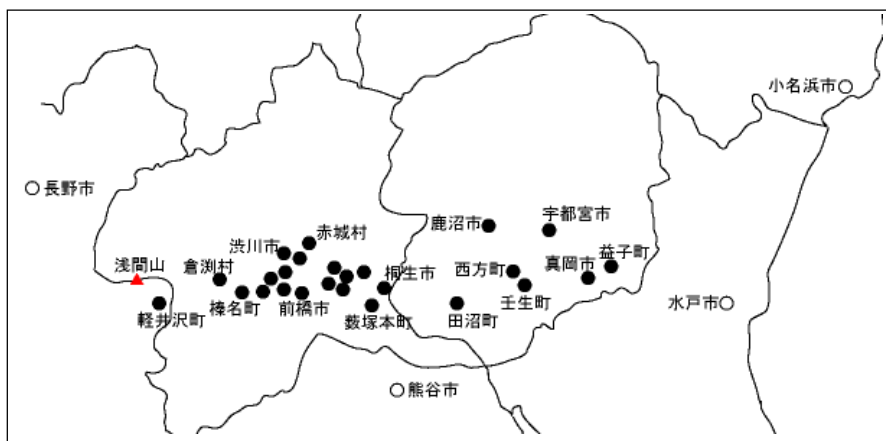 小名浜市
長野市
鹿沼市
宇都宮市
赤城村
渋川市
浅間山
倉渕村
西方町
真岡市
益子町
桐生市
軽井沢町
榛名町
前橋市
薮塚本町
田沼町
壬生町
水戸市
熊谷市